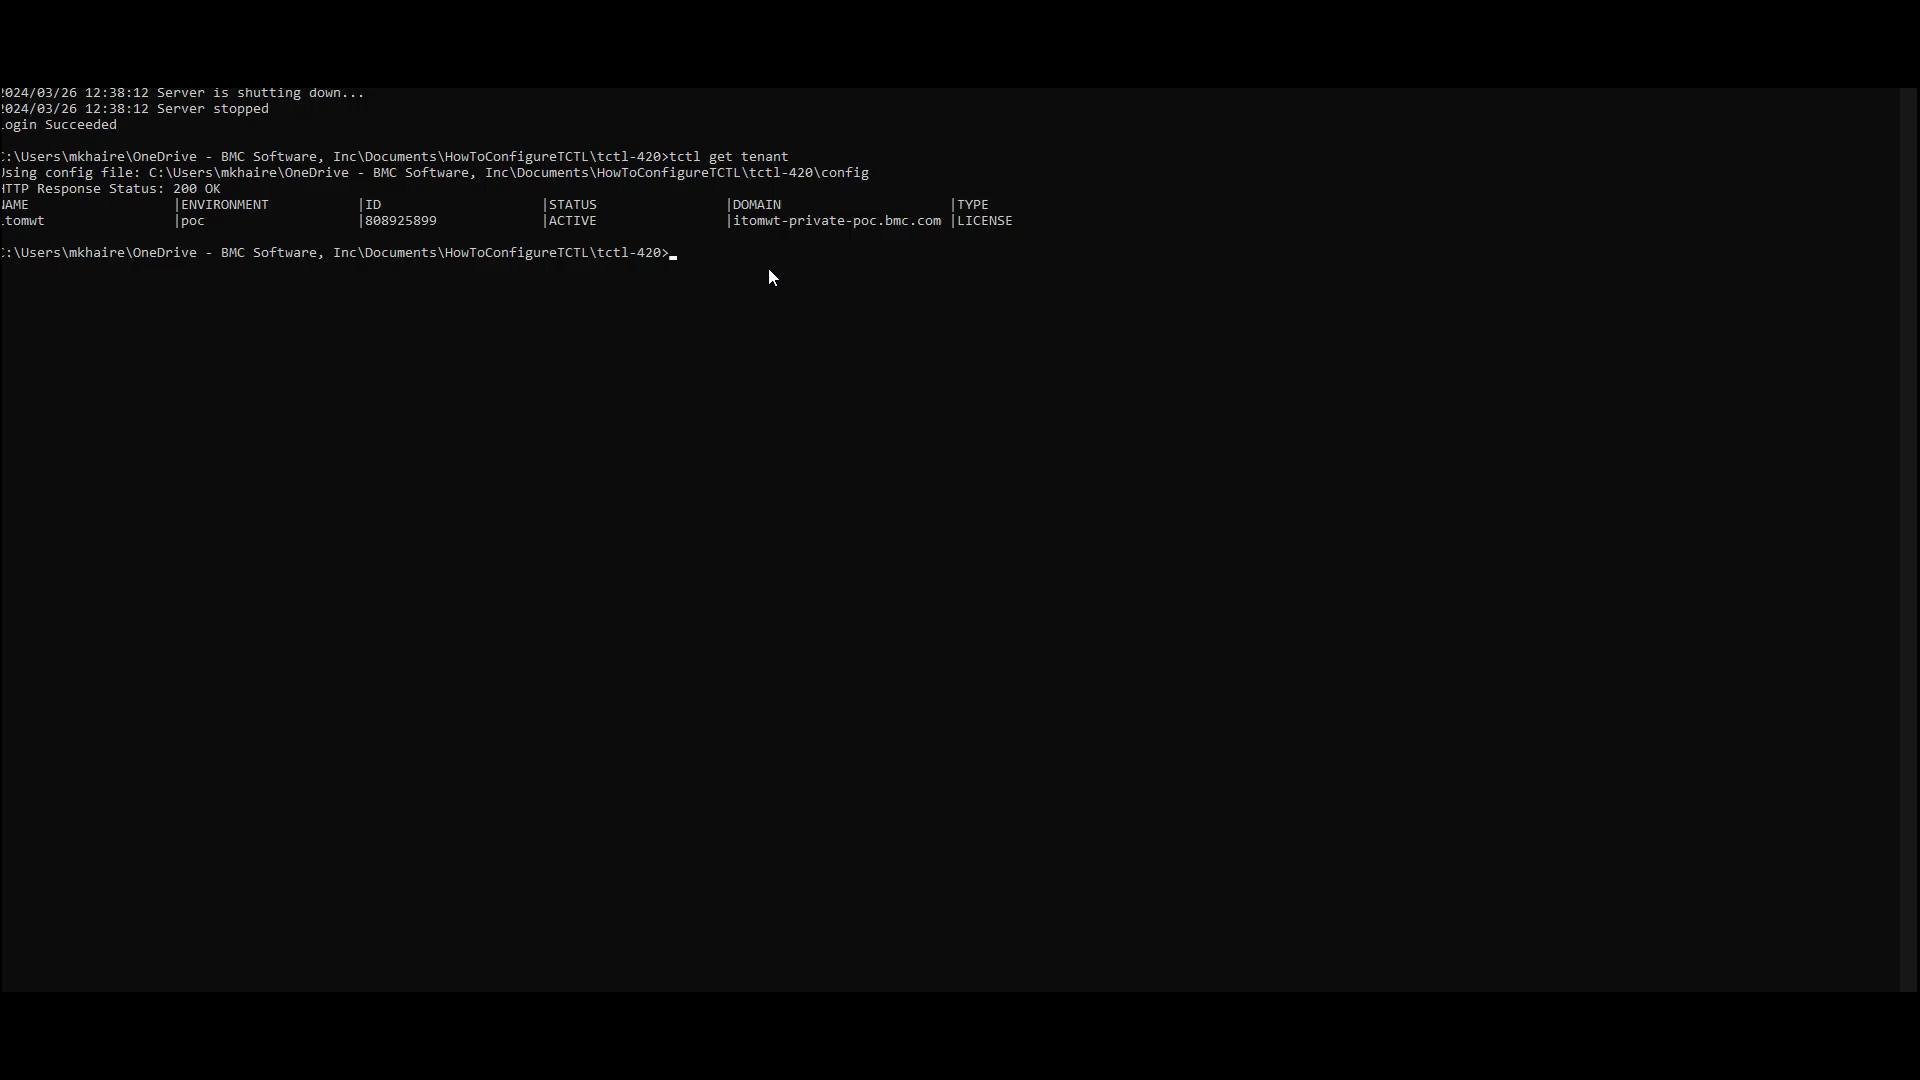 2024/03/26 12:38:12 Server is shutting down...
2024/03/26 12:38:12 Server stopped
Login Succeeded
C:\Users\mkhaire\OneDrive - BMC Software, Inc\Documents\HowToConfigureTCTL\tctl-420>tctl get tenant
Using config file: C:\Users\mkhaire\OneDrive - BMC Software, Inc\Documents\HowToConfigureTCTL\tctl-420\config
HTTP Response Status: 200 OK
NAME |ENVIRONMENT |ID |STATUS |DOMAIN |TYPE
itomwt |poc |808925899 |ACTIVE |itomwt-private-poc.bmc.com |LICENSE
C:\Users\mkhaire\OneDrive - BMC Software, Inc\Documents\HowToConfigureTCTL\tctl-420>